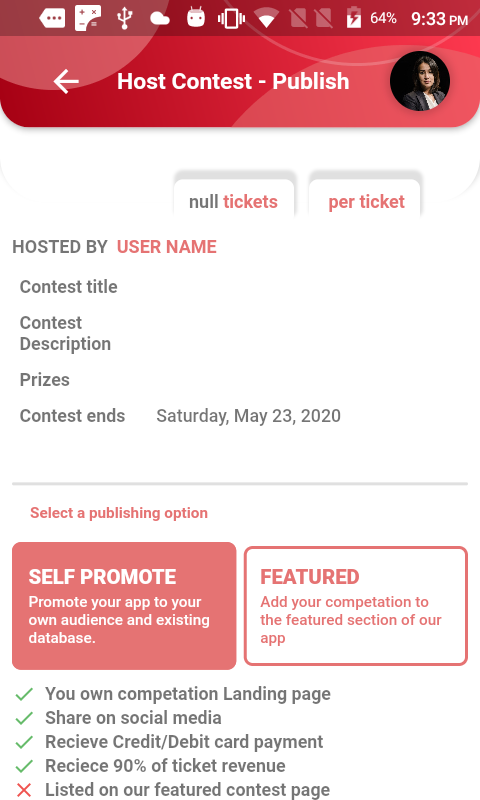 64% 9:33 PM
Host Contest - Publish
null tickets per ticket
HOSTED BY USER NAME
Contest title
Contest
Description
Prizes
Contest ends Saturday, May 23, 2020
Select a publishing option
SELF PROMOTE
Promote your app to your
own audience and existing
database.
FEATURED
Add your competation to
the featured section of our
app
You own competation Landing page
Share on social media
Recieve Credit/Debit card payment
Reciece 90% of ticket revenue
Listed on our featured contest page